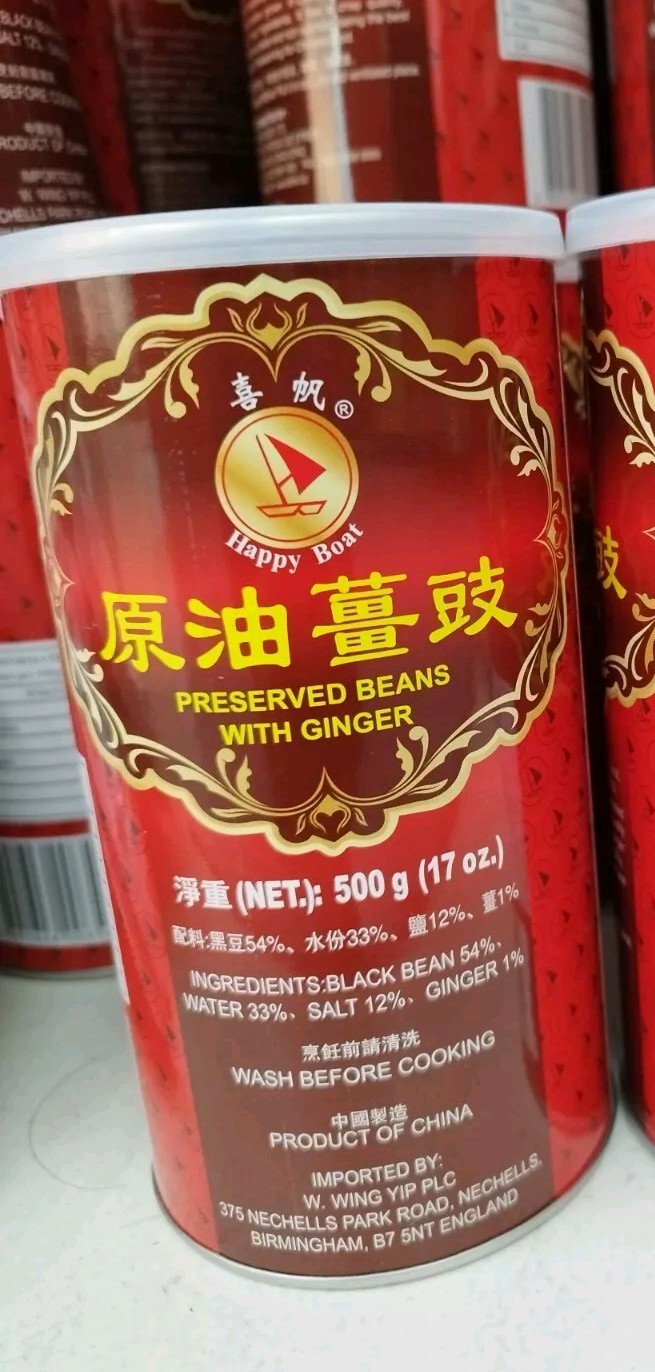 喜帆®
Happy Boat
原油薑豉
PRESERVED BEANS
WITH GINGER
淨重(NET.): 500 g (17 oz.)
配料:黑豆54%、水份33%、鹽12%、薑1%
INGREDIENTS:BLACK BEAN 54%、
WATER 33%、SALT 12%、GINGER 1%
烹飪前請清洗
WASH BEFORE COOKING
中國製造
PRODUCT OF CHINA
IMPORTED BY:
W. WING YIP PLC
375 NECHELLS PARK ROAD, NECHELLS,
BIRMINGHAM, B7 5NT ENGLAND
豉